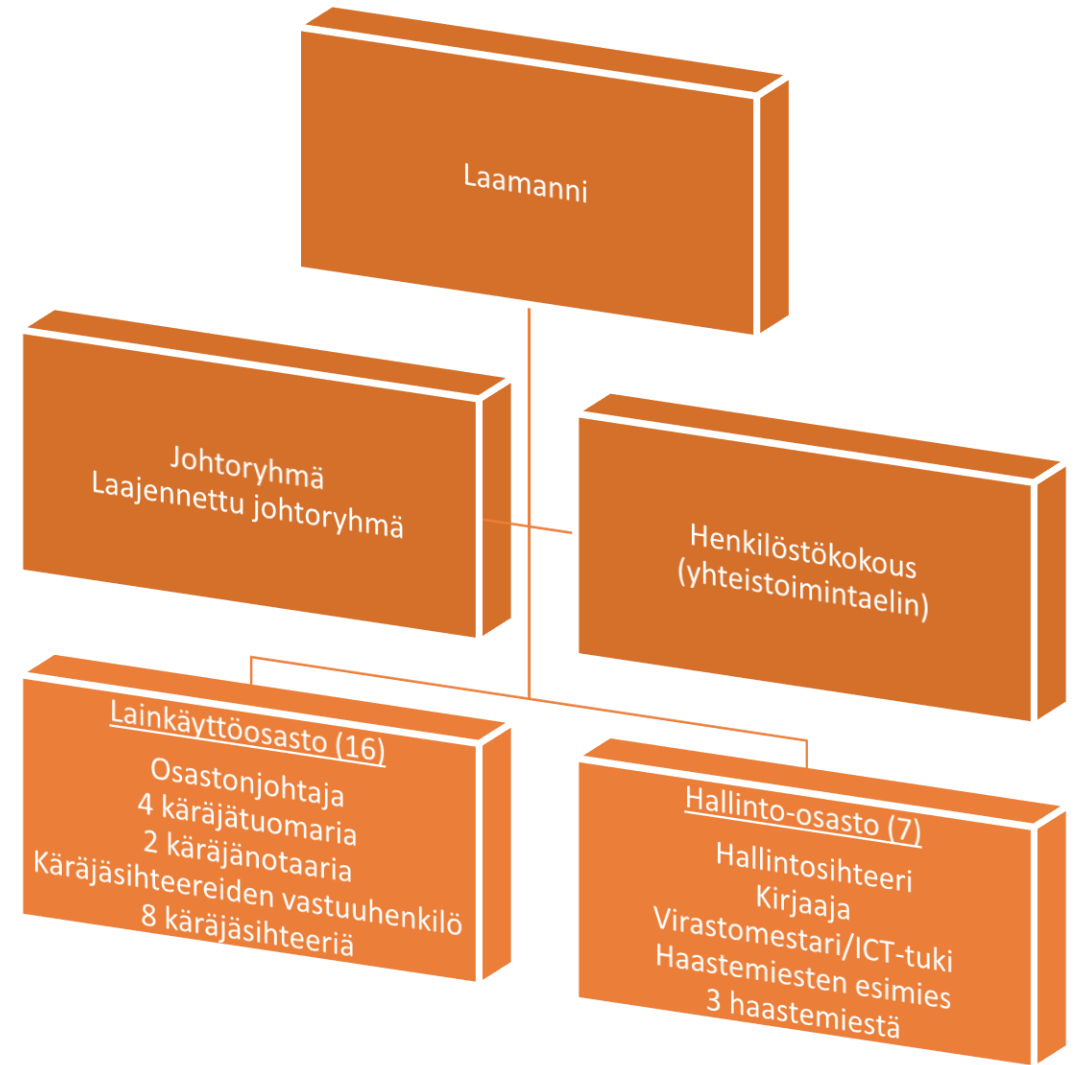 Laamanni
Johtoryhmä
Laajennettu johtoryhmä
Henkilöstökokous
(yhteistoimintaelin)
Lainkäyttöosasto (16)
Osastonjohtaja
4 käräjätuomaria
2 käräjänotaaria
Käräjäsihteereiden vastuuhenkilö
8 käräjäsihteeriä
Hallinto-osasto (7)
Hallintosihteeri
Kirjaaja
Virastomestari/ICT-tuki
Haastemiesten esimies
3 haastemiestä